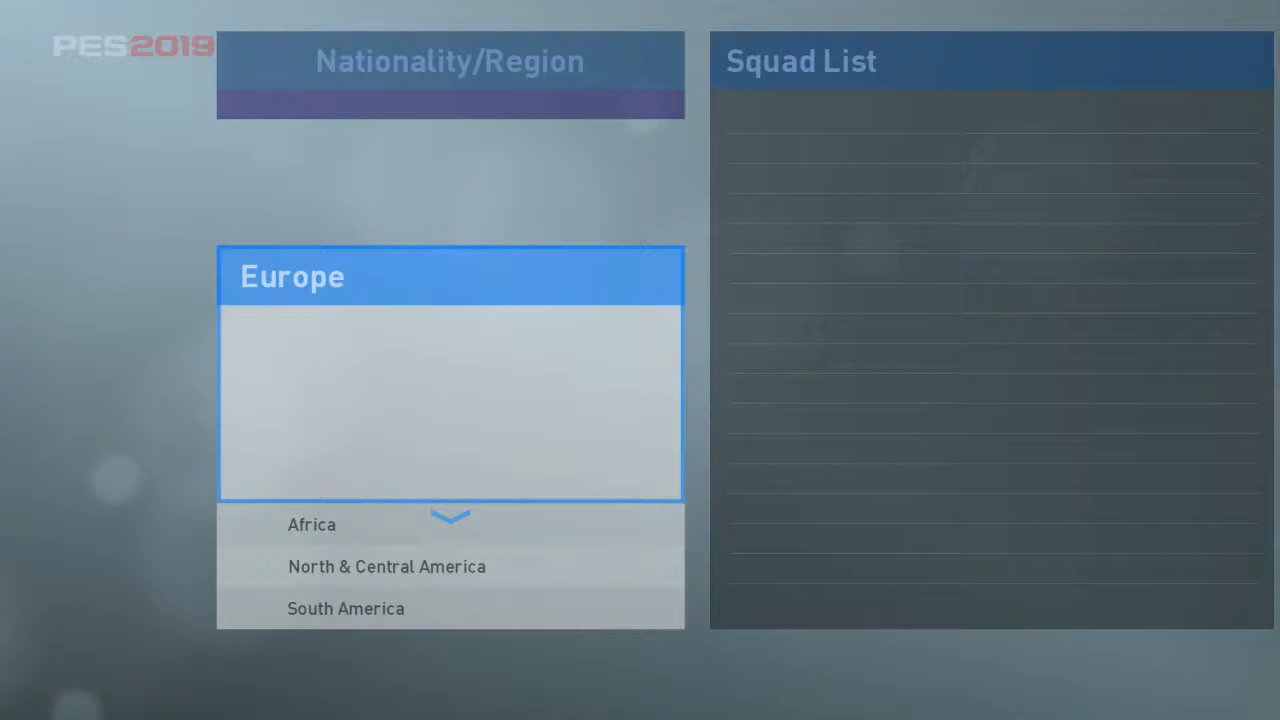 PES2019
Nationality/Region
Squad List
Europe
Africa
North & Central America
South America